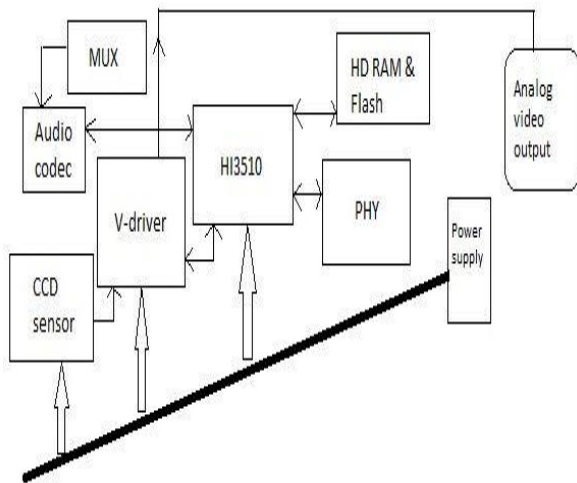 MUX
HD RAM &
Flash
Analog
video
output
Audio
codec
HI3510
V-driver
PHY
Power
supply
CCD
sensor